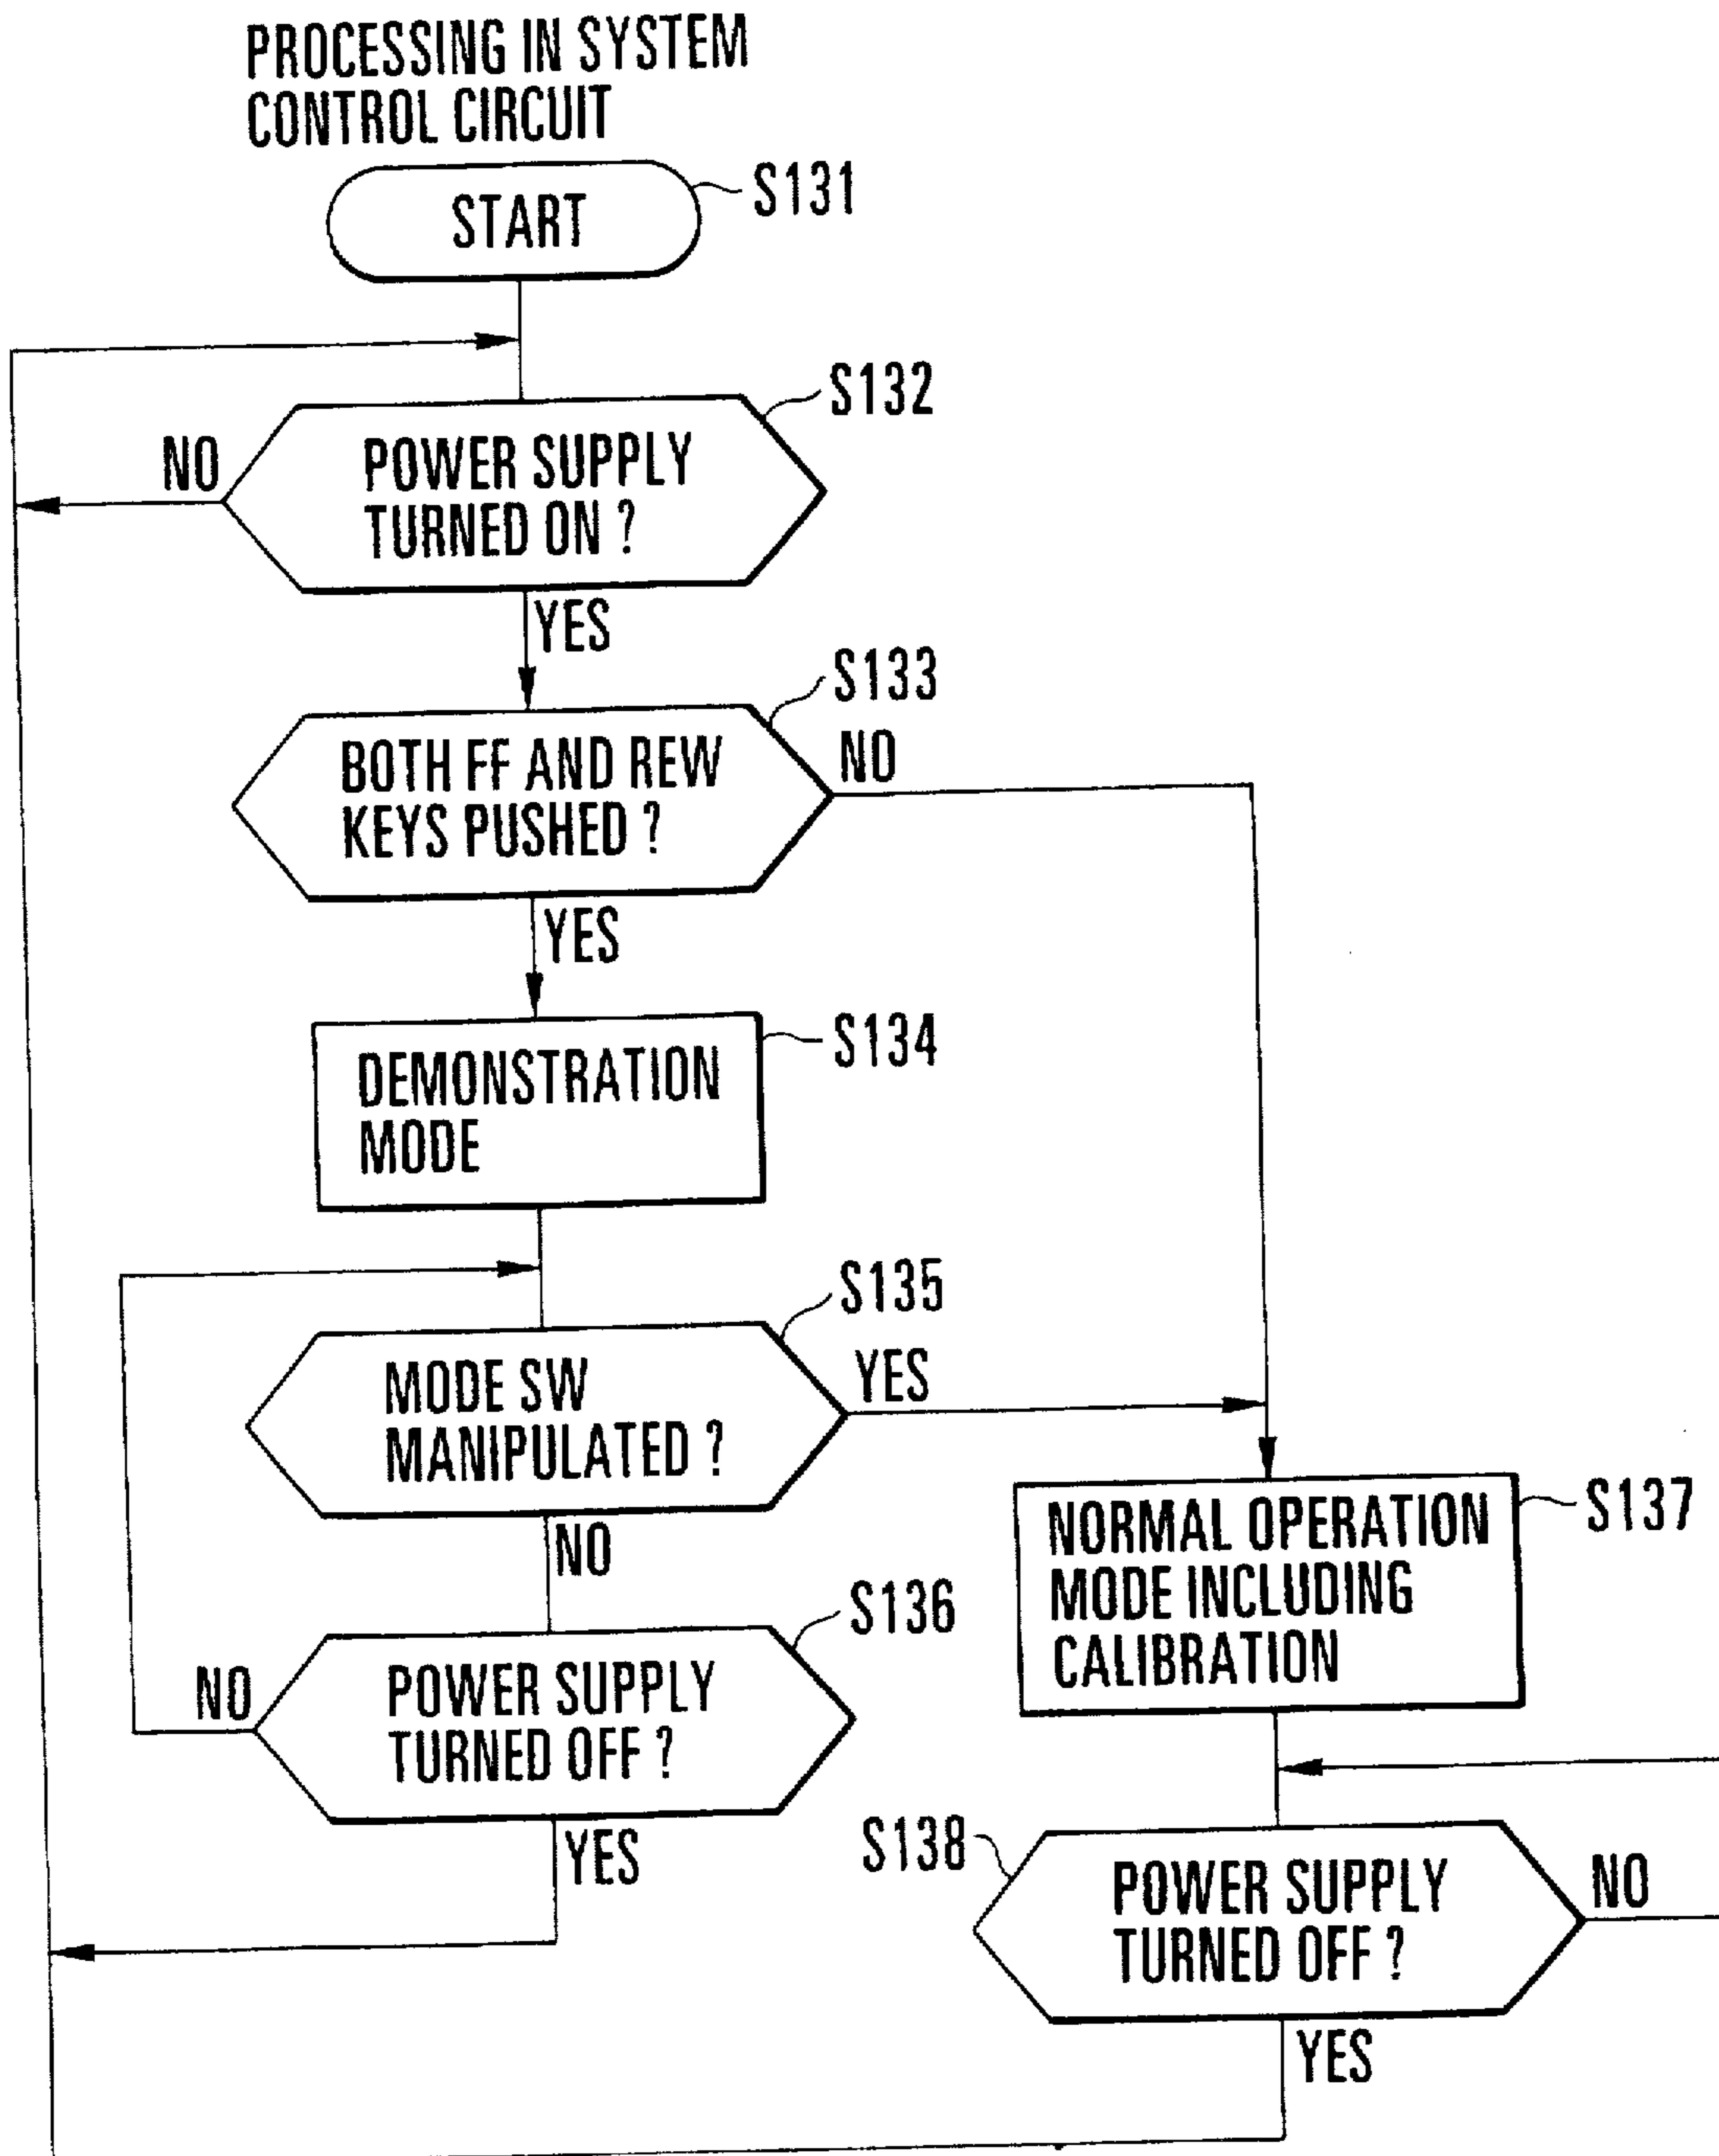 PROCESSING IN SYSTEM
CONTROL CIRCUIT
START
S131
S132
POWER SUPPLY
TURNED ON ?
NO
YES
S133
BOTH FF AND REW
KEYS PUSHED ?
NO
YES
S134
DEMONSTRATION
MODE
S135
MODE SW
MANIPULATED ?
YES
NO
S136
POWER SUPPLY
TURNED OFF ?
NO
YES
S137
NORMAL OPERATION
MODE INCLUDING
CALIBRATION
S138
POWER SUPPLY
TURNED OFF ?
NO
YES